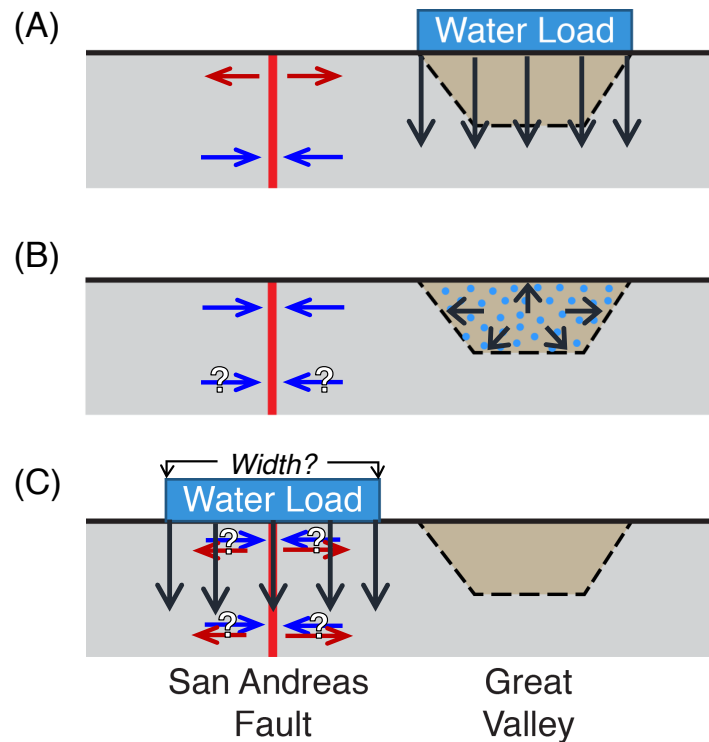 (A)
Water Load
(B)
?
?
(C)
Width?
Water Load
?
?
?
?
San Andreas
Fault
Great
Valley